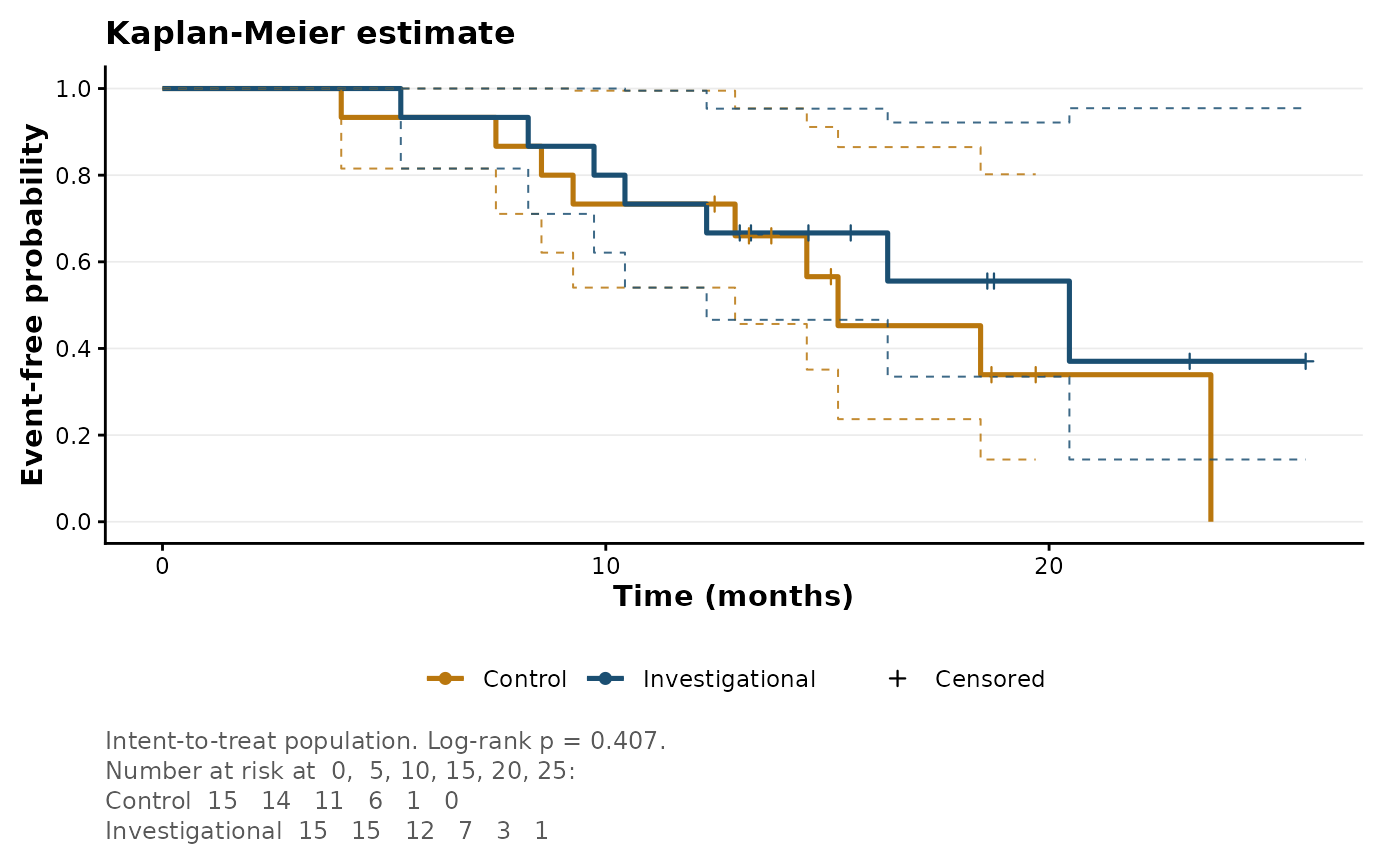 Kaplan-Meier estimate
Event-free probability
1.0
0.8
0.6
0.4
0.2
0.0
0 10 20
Time (months)
Control Investigational Censored
Intent-to-treat population. Log-rank p = 0.407.
Number at risk at  0,  5, 10, 15, 20, 25:
Control  15   14   11   6   1   0
Investigational  15   15   12   7   3   1